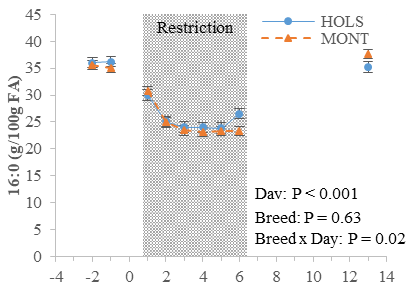 45
40
35
30
25
20
15
10
5
0
16:0 (g/100g FA)
Restriction
HOLS
MONT
Day: P < 0.001
Breed: P = 0.63
Breed x Day: P = 0.02
-4 -2 0 2 4 6 8 10 12 14